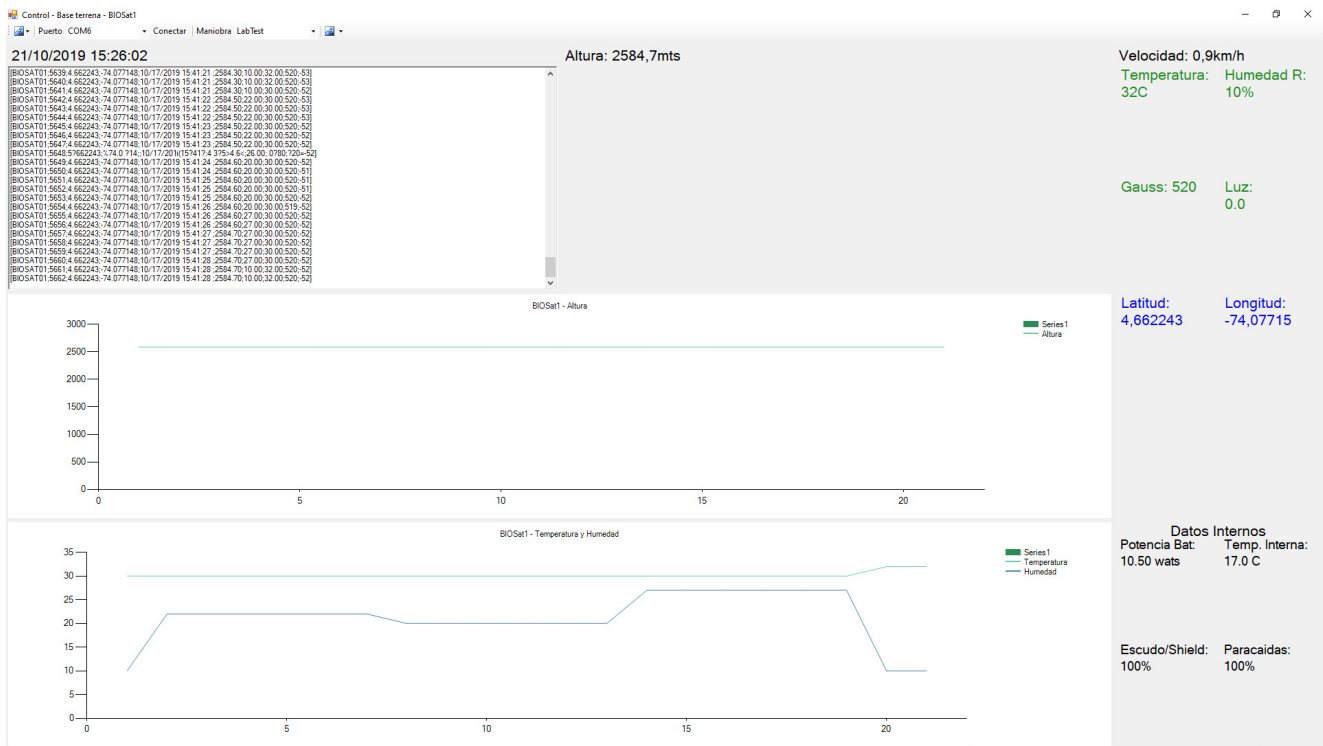 Control - Base terrena - BIOSat1
Puerto COM6 Conectar Maniobra LabTest
21/10/2019 15:26:02
Altura: 2584,7mts
Velocidad: 0,9km/h
[BIOSAT01;5639;4.662243;-74.077148;10/17/2019 15:41:21 ;2584.30;10.00;32.00;520;-53]
[BIOSAT01;5640;4.662243;-74.077148;10/17/2019 15:41:21 ;2584.30;10.00;32.00;520;-53]
[BIOSAT01;5641;4.662243;-74.077148;10/17/2019 15:41:21 ;2584.30;10.00;30.00;520;-52]
[BIOSAT01;5642;4.662243;-74.077148;10/17/2019 15:41:22 ;2584.50;22.00;30.00;520;-53]
[BIOSAT01;5643;4.662243;-74.077148;10/17/2019 15:41:22 ;2584.50;22.00;30.00;520;-52]
[BIOSAT01;5644;4.662243;-74.077148;10/17/2019 15:41:22 ;2584.50;22.00;30.00;520;-53]
[BIOSAT01;5645;4.662243;-74.077148;10/17/2019 15:41:23 ;2584.50;22.00;30.00;520;-52]
[BIOSAT01;5646;4.662243;-74.077148;10/17/2019 15:41:23 ;2584.50;22.00;30.00;520;-52]
[BIOSAT01;5647;4.662243;-74.077148;10/17/2019 15:41:23 ;2584.50;22.00;30.00;520;-52]
[BIOSAT01;5648;5?662243;%74.0 ?14;;10/17/201i(15?41?:4 3?5>4.6<;26.00; 0?80;?20=-52]
[BIOSAT01;5649;4.662243;-74.077148;10/17/2019 15:41:24 ;2584.60;20.00;30.00;520;-52]
[BIOSAT01;5650;4.662243;-74.077148;10/17/2019 15:41:24 ;2584.60;20.00;30.00;520;-51]
[BIOSAT01;5651;4.662243;-74.077148;10/17/2019 15:41:25 ;2584.60;20.00;30.00;520;-51]
[BIOSAT01;5652;4.662243;-74.077148;10/17/2019 15:41:25 ;2584.60;20.00;30.00;520;-51]
[BIOSAT01;5653;4.662243;-74.077148;10/17/2019 15:41:25 ;2584.60;20.00;30.00;520;-52]
[BIOSAT01;5654;4.662243;-74.077148;10/17/2019 15:41:26 ;2584.60;20.00;30.00;519;-52]
[BIOSAT01;5655;4.662243;-74.077148;10/17/2019 15:41:26 ;2584.60;27.00;30.00;520;-52]
[BIOSAT01;5656;4.662243;-74.077148;10/17/2019 15:41:26 ;2584.60;27.00;30.00;520;-52]
[BIOSAT01;5657;4.662243;-74.077148;10/17/2019 15:41:27 ;2584.70;27.00;30.00;520;-52]
[BIOSAT01;5658;4.662243;-74.077148;10/17/2019 15:41:27 ;2584.70;27.00;30.00;520;-52]
[BIOSAT01;5659;4.662243;-74.077148;10/17/2019 15:41:27 ;2584.70;27.00;30.00;520;-52]
[BIOSAT01;5660;4.662243;-74.077148;10/17/2019 15:41:28 ;2584.70;27.00;30.00;520;-52]
[BIOSAT01;5661;4.662243;-74.077148;10/17/2019 15:41:28 ;2584.70;10.00;32.00;520;-52]
[BIOSAT01;5662;4.662243;-74.077148;10/17/2019 15:41:28 ;2584.70;10.00;32.00;520;-52]
Temperatura: Humedad R:
32C 10%
Gauss: 520 Luz:
0.0
Latitud: Longitud:
4,662243 -74,07715
BIOSat1 - Altura
Series1
Altura
3000
2500
2000
1500
1000
500
0
0 5 10 15 20
BIOSat1 - Temperatura y Humedad
Series1
Temperatura
Humedad
35
30
25
20
15
10
5
0
0 5 10 15 20
Datos Internos
Potencia Bat: Temp. Interna:
10.50 wats 17.0 C
Escudo/Shield: Paracaidas:
100% 100%